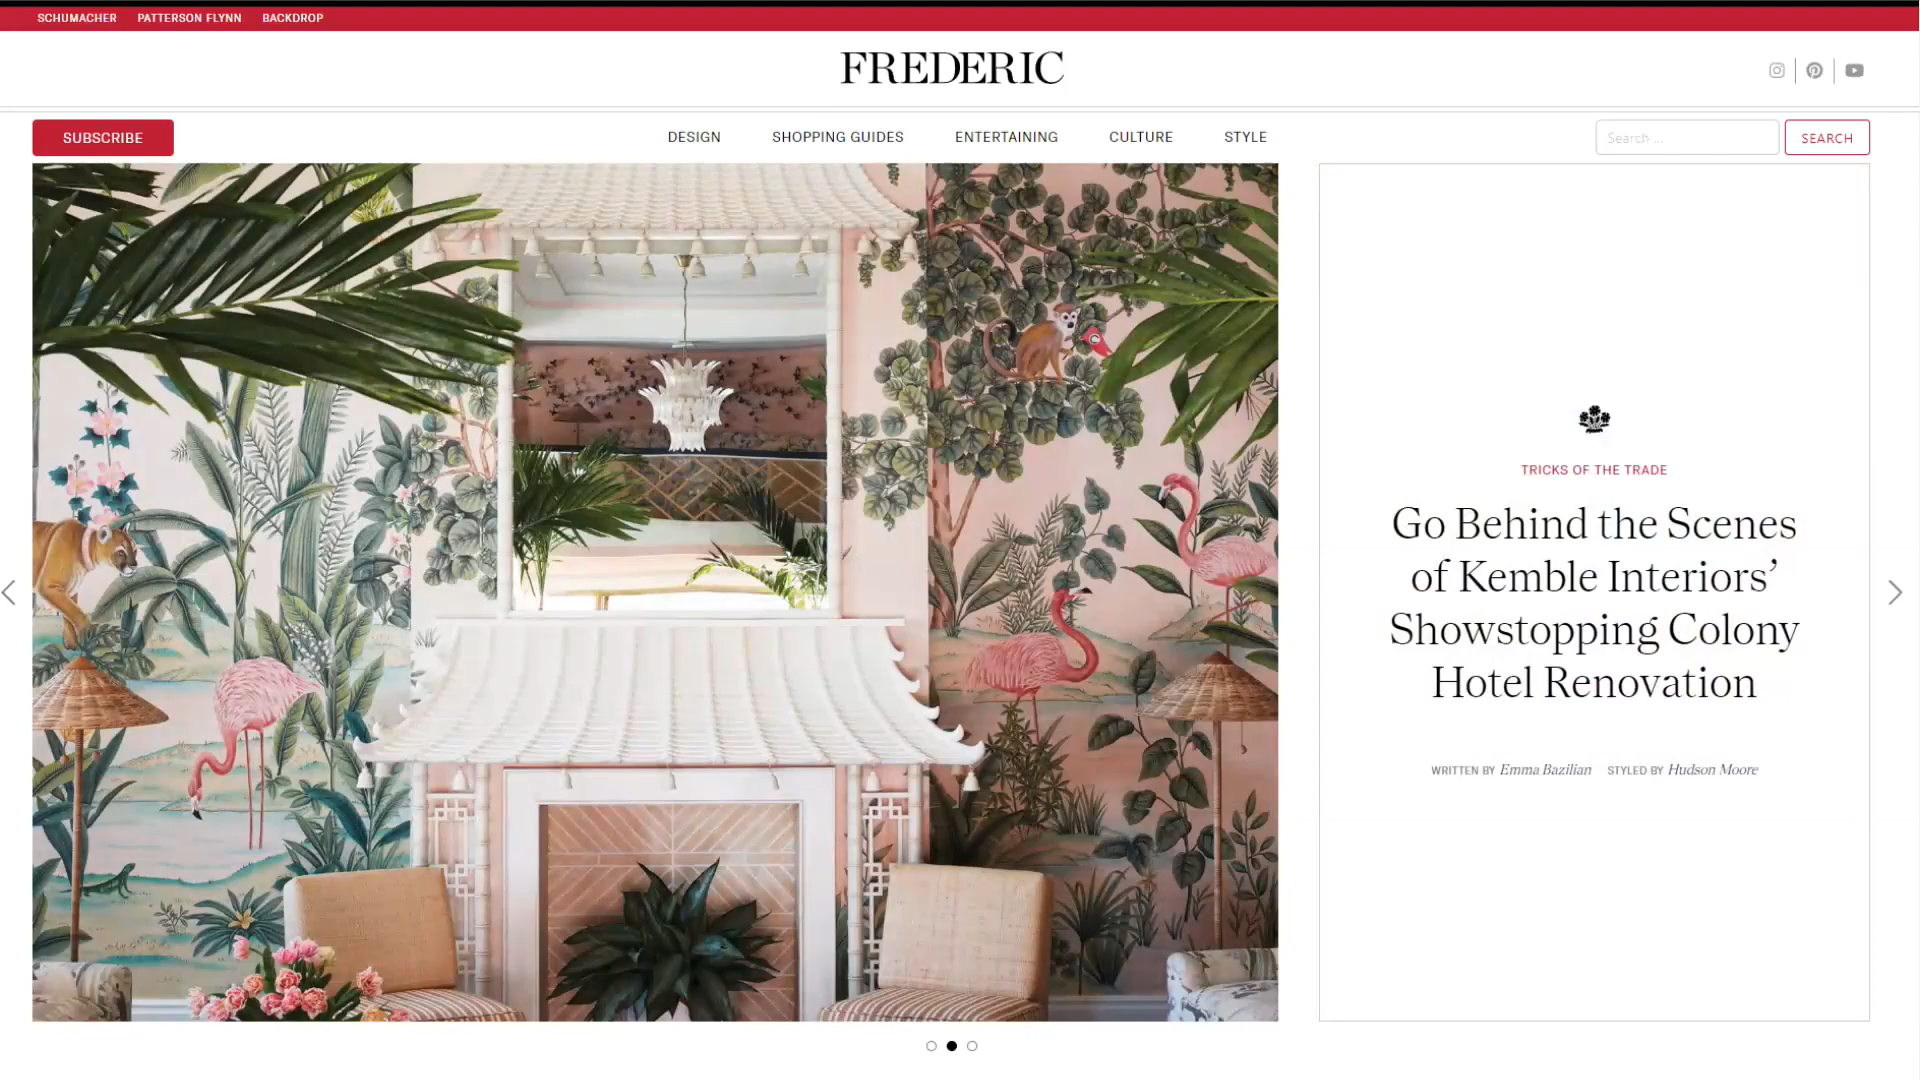 SCHUMACHER PATTERSON FLYNN BACKDROP
FREDERIC
SUBSCRIBE DESIGN SHOPPING GUIDES ENTERTAINING CULTURE STYLE Search ... SEARCH
TRICKS OF THE TRADE
Go Behind the Scenes
of Kemble Interiors’
Showstopping Colony
Hotel Renovation
WRITTEN BY Emma Bazilian STYLED BY Hudson Moore